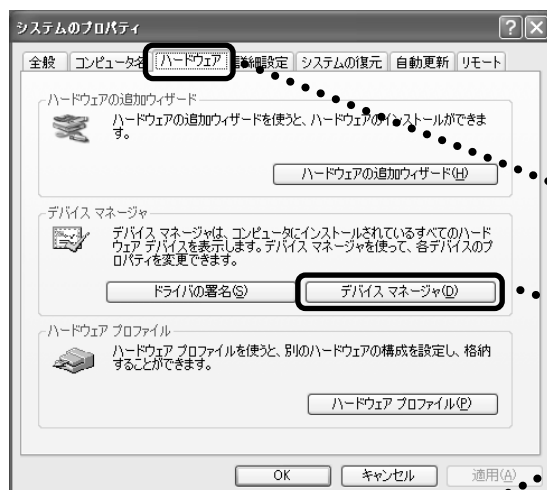 システムのプロパティ
全般 コンピュータ名 ハードウェア 詳細設定 システムの復元 自動更新 リモート
ハードウェアの追加ウィザード
ハードウェアの追加ウィザードを使うと、ハードウェアのインストールができま
す。
ハードウェアの追加ウィザード(H)
デバイス マネージャ
デバイス マネージャは、コンピュータにインストールされているすべてのハード
ウェア デバイスを表示します。デバイス マネージャを使って、各デバイスのプ
ロパティを変更できます。
ドライバの署名(S) デバイス マネージャ(D)
ハードウェア プロファイル
ハードウェア プロファイルを使うと、別のハードウェアの構成を設定し、格納
することができます。
ハードウェア プロファイル(P)
OK キャンセル 適用(A)